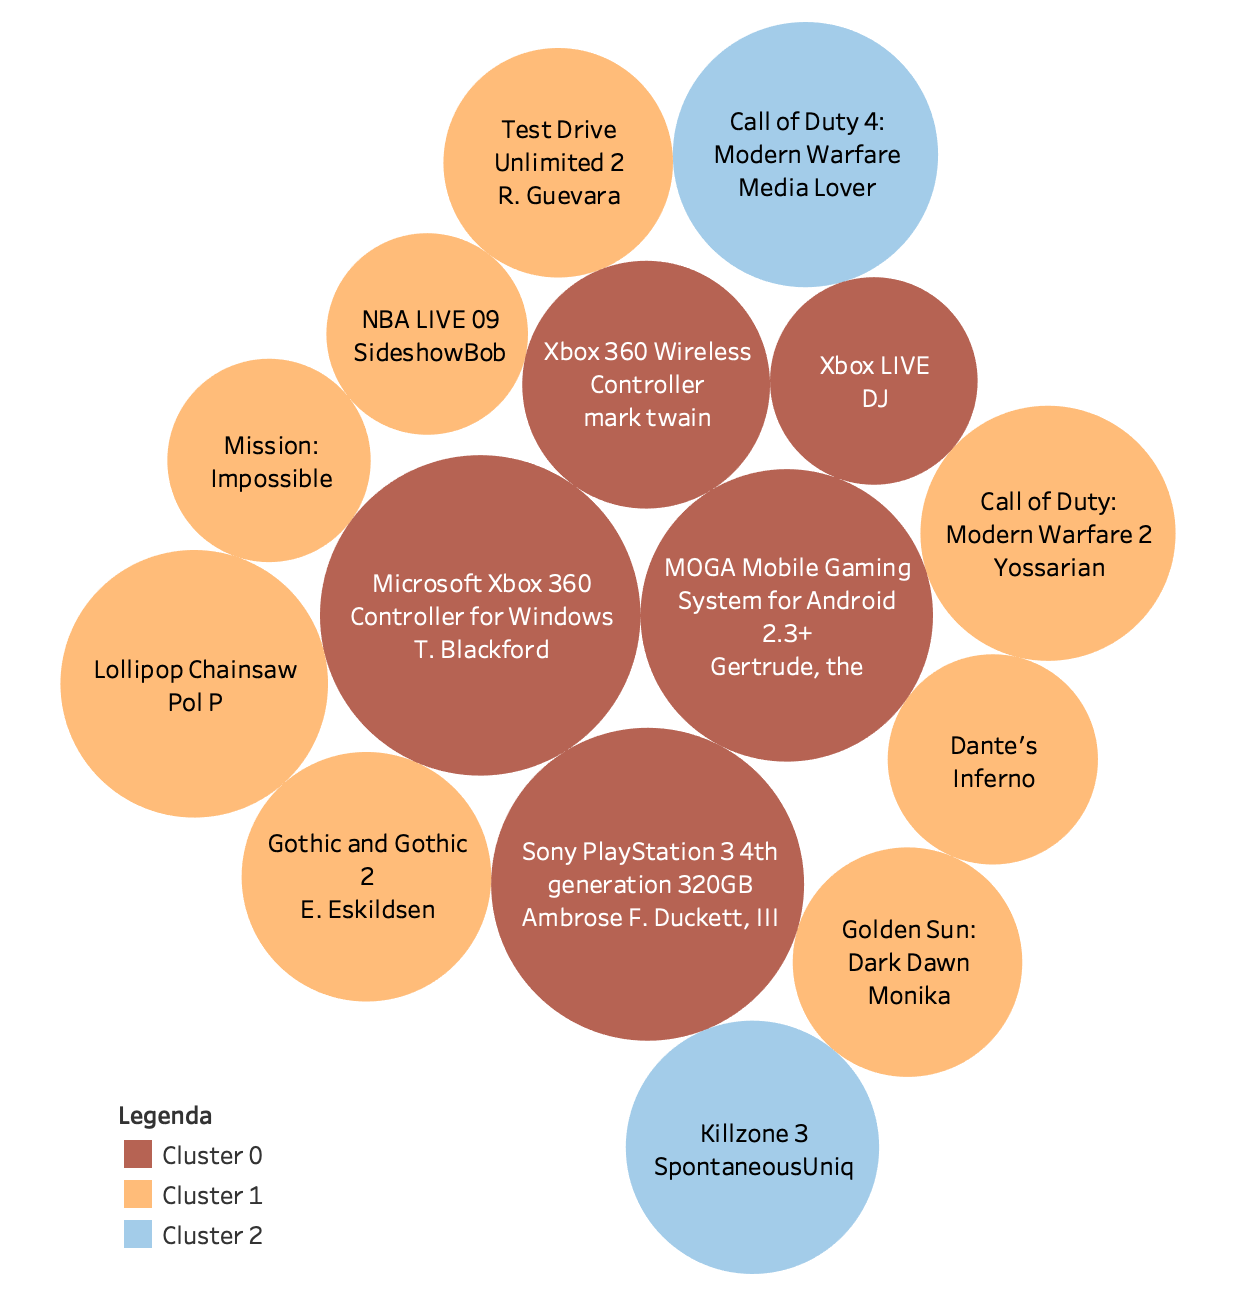 Test Drive
Unlimited 2
R. Guevara
Call of Duty 4:
Modern Warfare
Media Lover
NBA LIVE 09
SideshowBob
Xbox 360 Wireless
Controller
mark twain
Xbox LIVE
DJ
Mission:
Impossible
Call of Duty:
Modern Warfare 2
Yossarian
Microsoft Xbox 360
Controller for Windows
T. Blackford
MOGA Mobile Gaming
System for Android
2.3+
Gertrude, the
Lollipop Chainsaw
Pol P
Dante’s
Inferno
Gothic and Gothic
2
E. Eskildsen
Sony PlayStation 3 4th
generation 320GB
Ambrose F. Duckett, III
Golden Sun:
Dark Dawn
Monika
Killzone 3
SpontaneousUniq
Legenda
Cluster 0
Cluster 1
Cluster 2